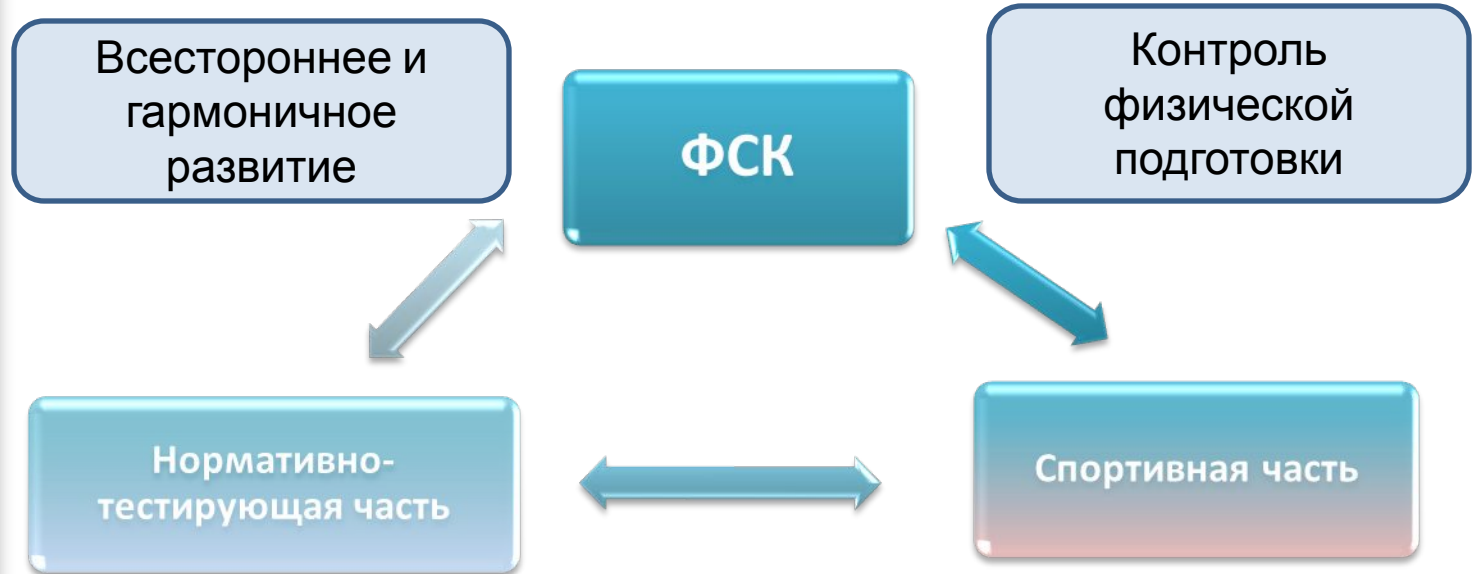 Всестороннее и
гармоничное
развитие
ФСК
Контроль
физической
подготовки
Нормативно-
тестирующая часть
Спортивная часть